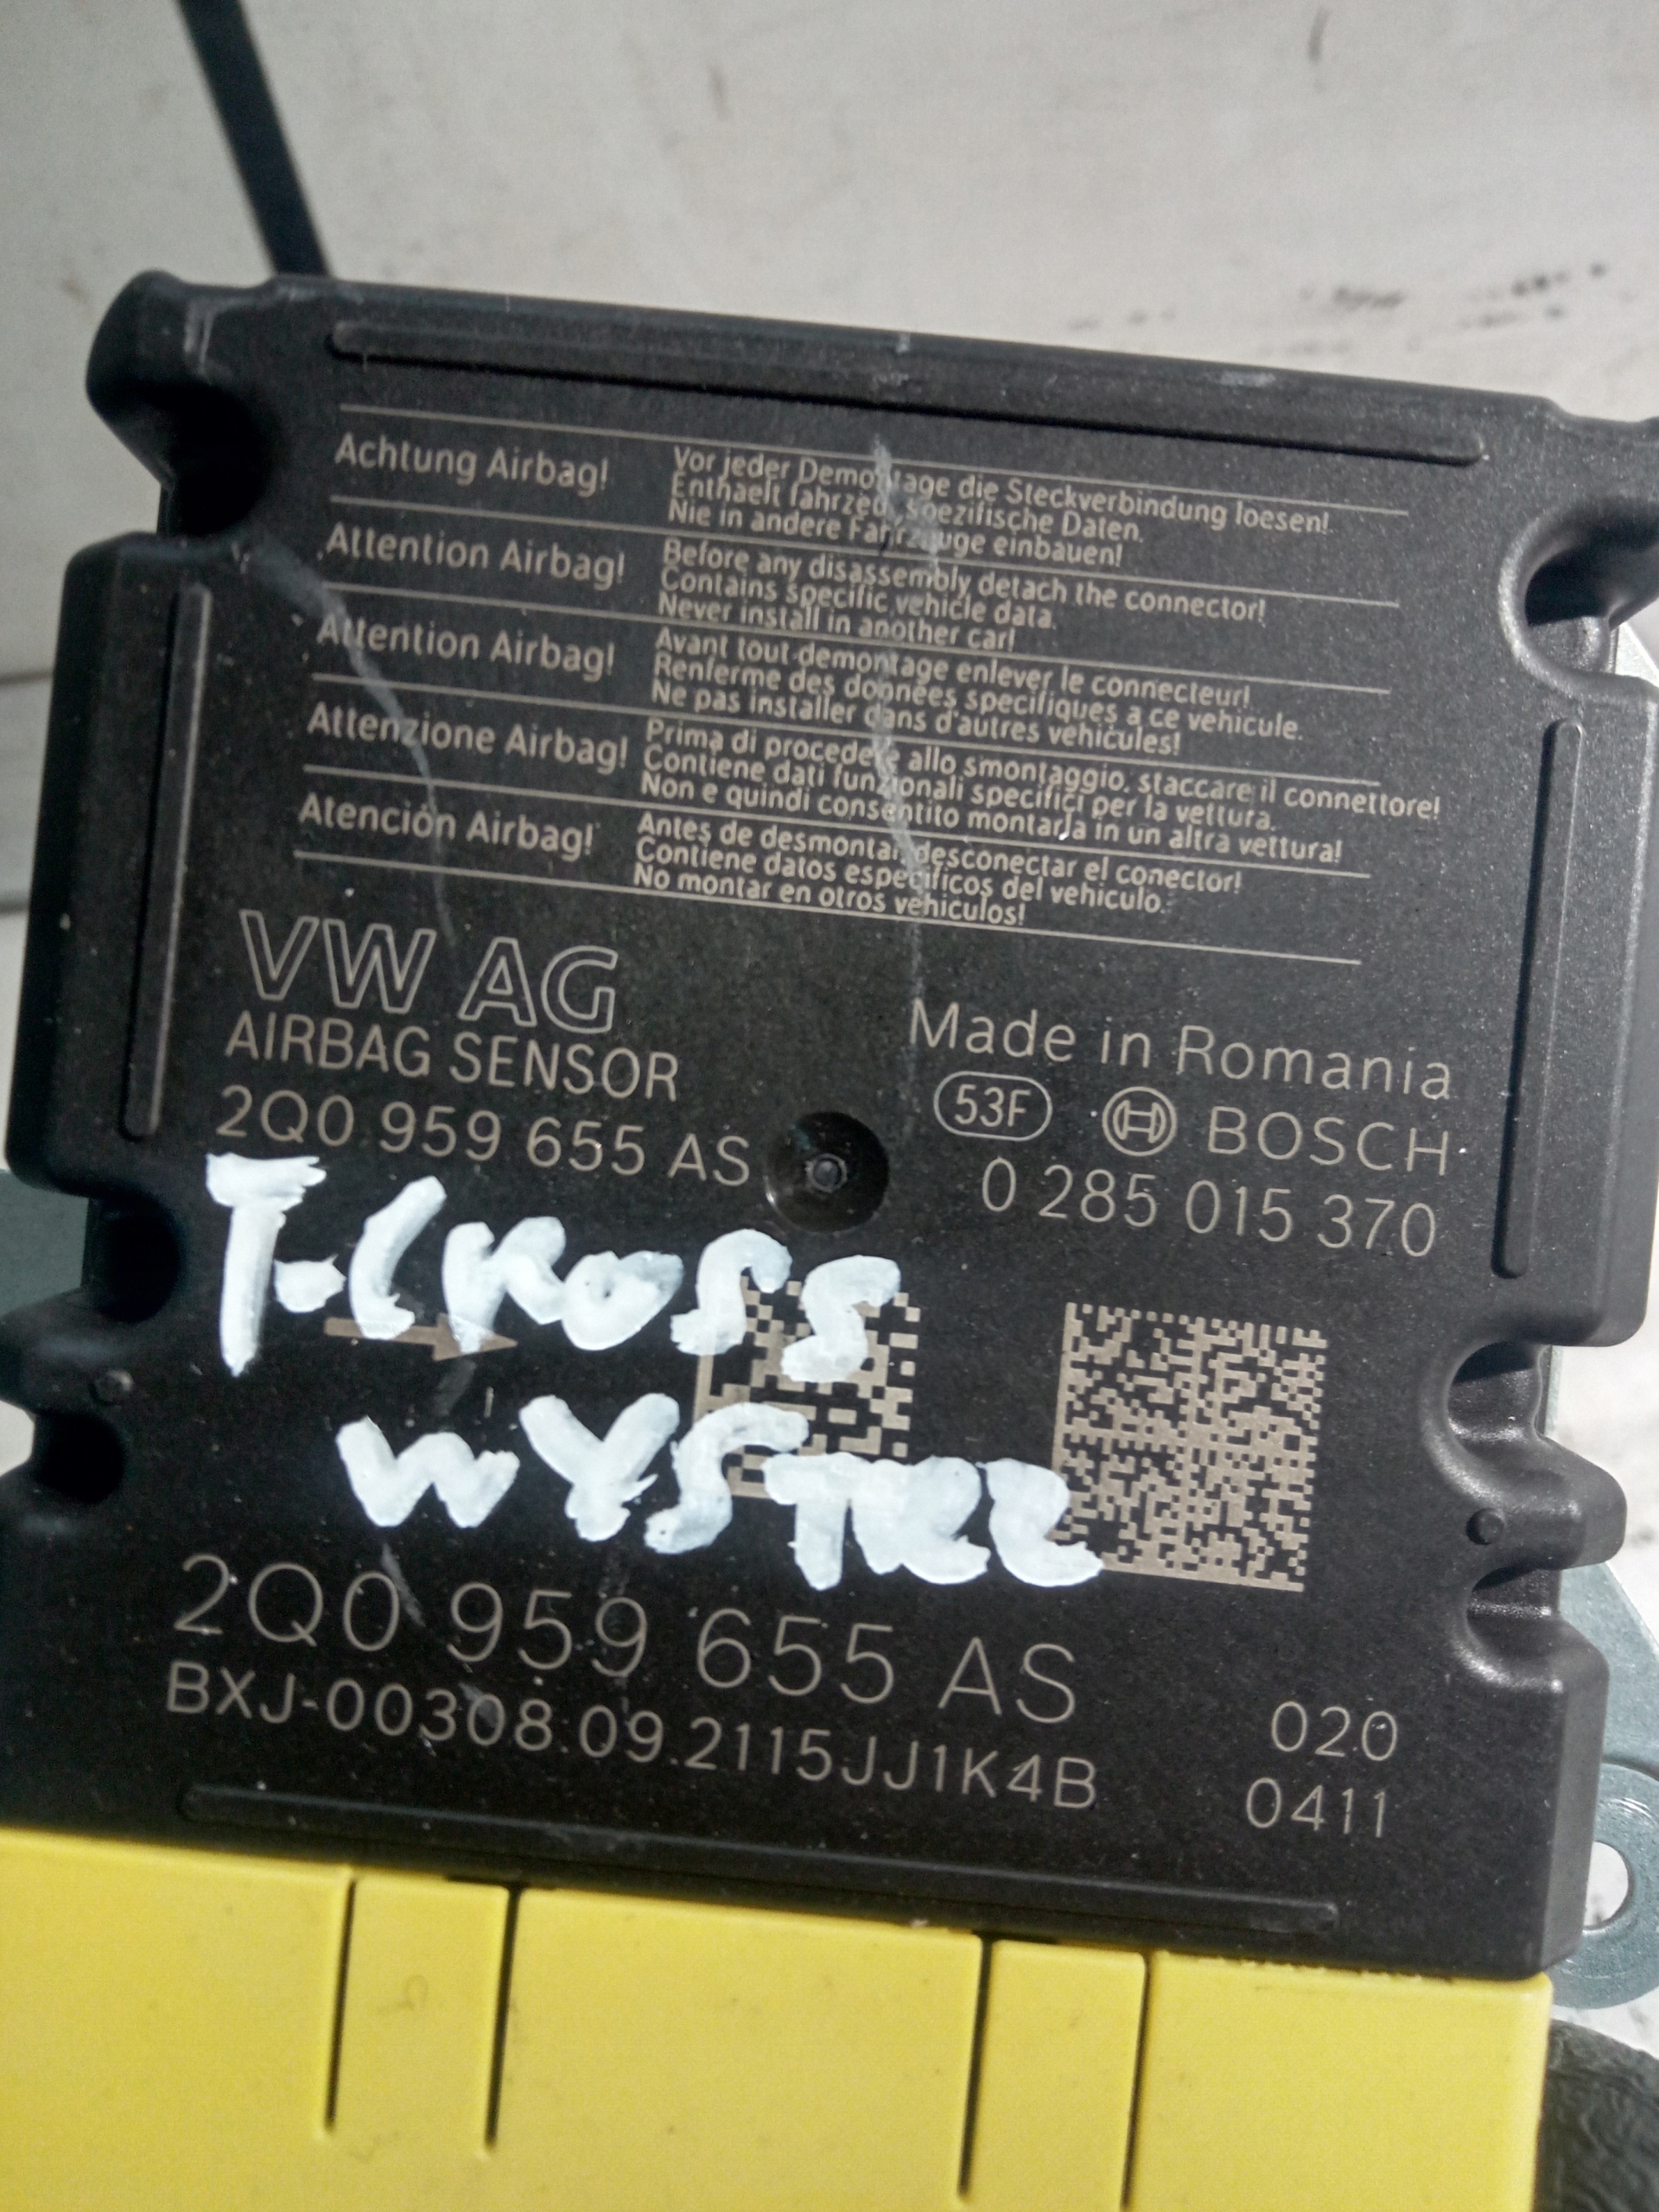 Achtung Airbag!
Vor jeder Demontage die Steckverbindung loesen!
Enthaelt fahrzeugspezifische Daten.
Nie in andere Fahrzeuge einbauen!
Attention Airbag!
Before any disassembly detach the connector!
Contains specific vehicle data.
Never install in another car!
Attention Airbag!
Avant tout demontage enlever le connecteur!
Renferme des données specifiques a ce vehicule.
Ne pas installer dans d'autres vehicules!
Attenzione Airbag!
Prima di procedere allo smontaggio, staccare il connettore!
Contiene dati funzionali specifici per la vettura.
Non e quindi consentito montarla in un altra vettura!
Atención Airbag!
Antes de desmontar, desconectar el conector!
Contiene datos especificos del vehiculo.
No montar en otros vehiculos!
VW AG
AIRBAG SENSOR
2Q0 959 655 AS
Made in Romania
53F BOSCH
0 285 015 370
T-CROSS
WYSTRZ
2Q0 959 655 AS
BXJ-00308.09.2115JJ1K4B
020
0411